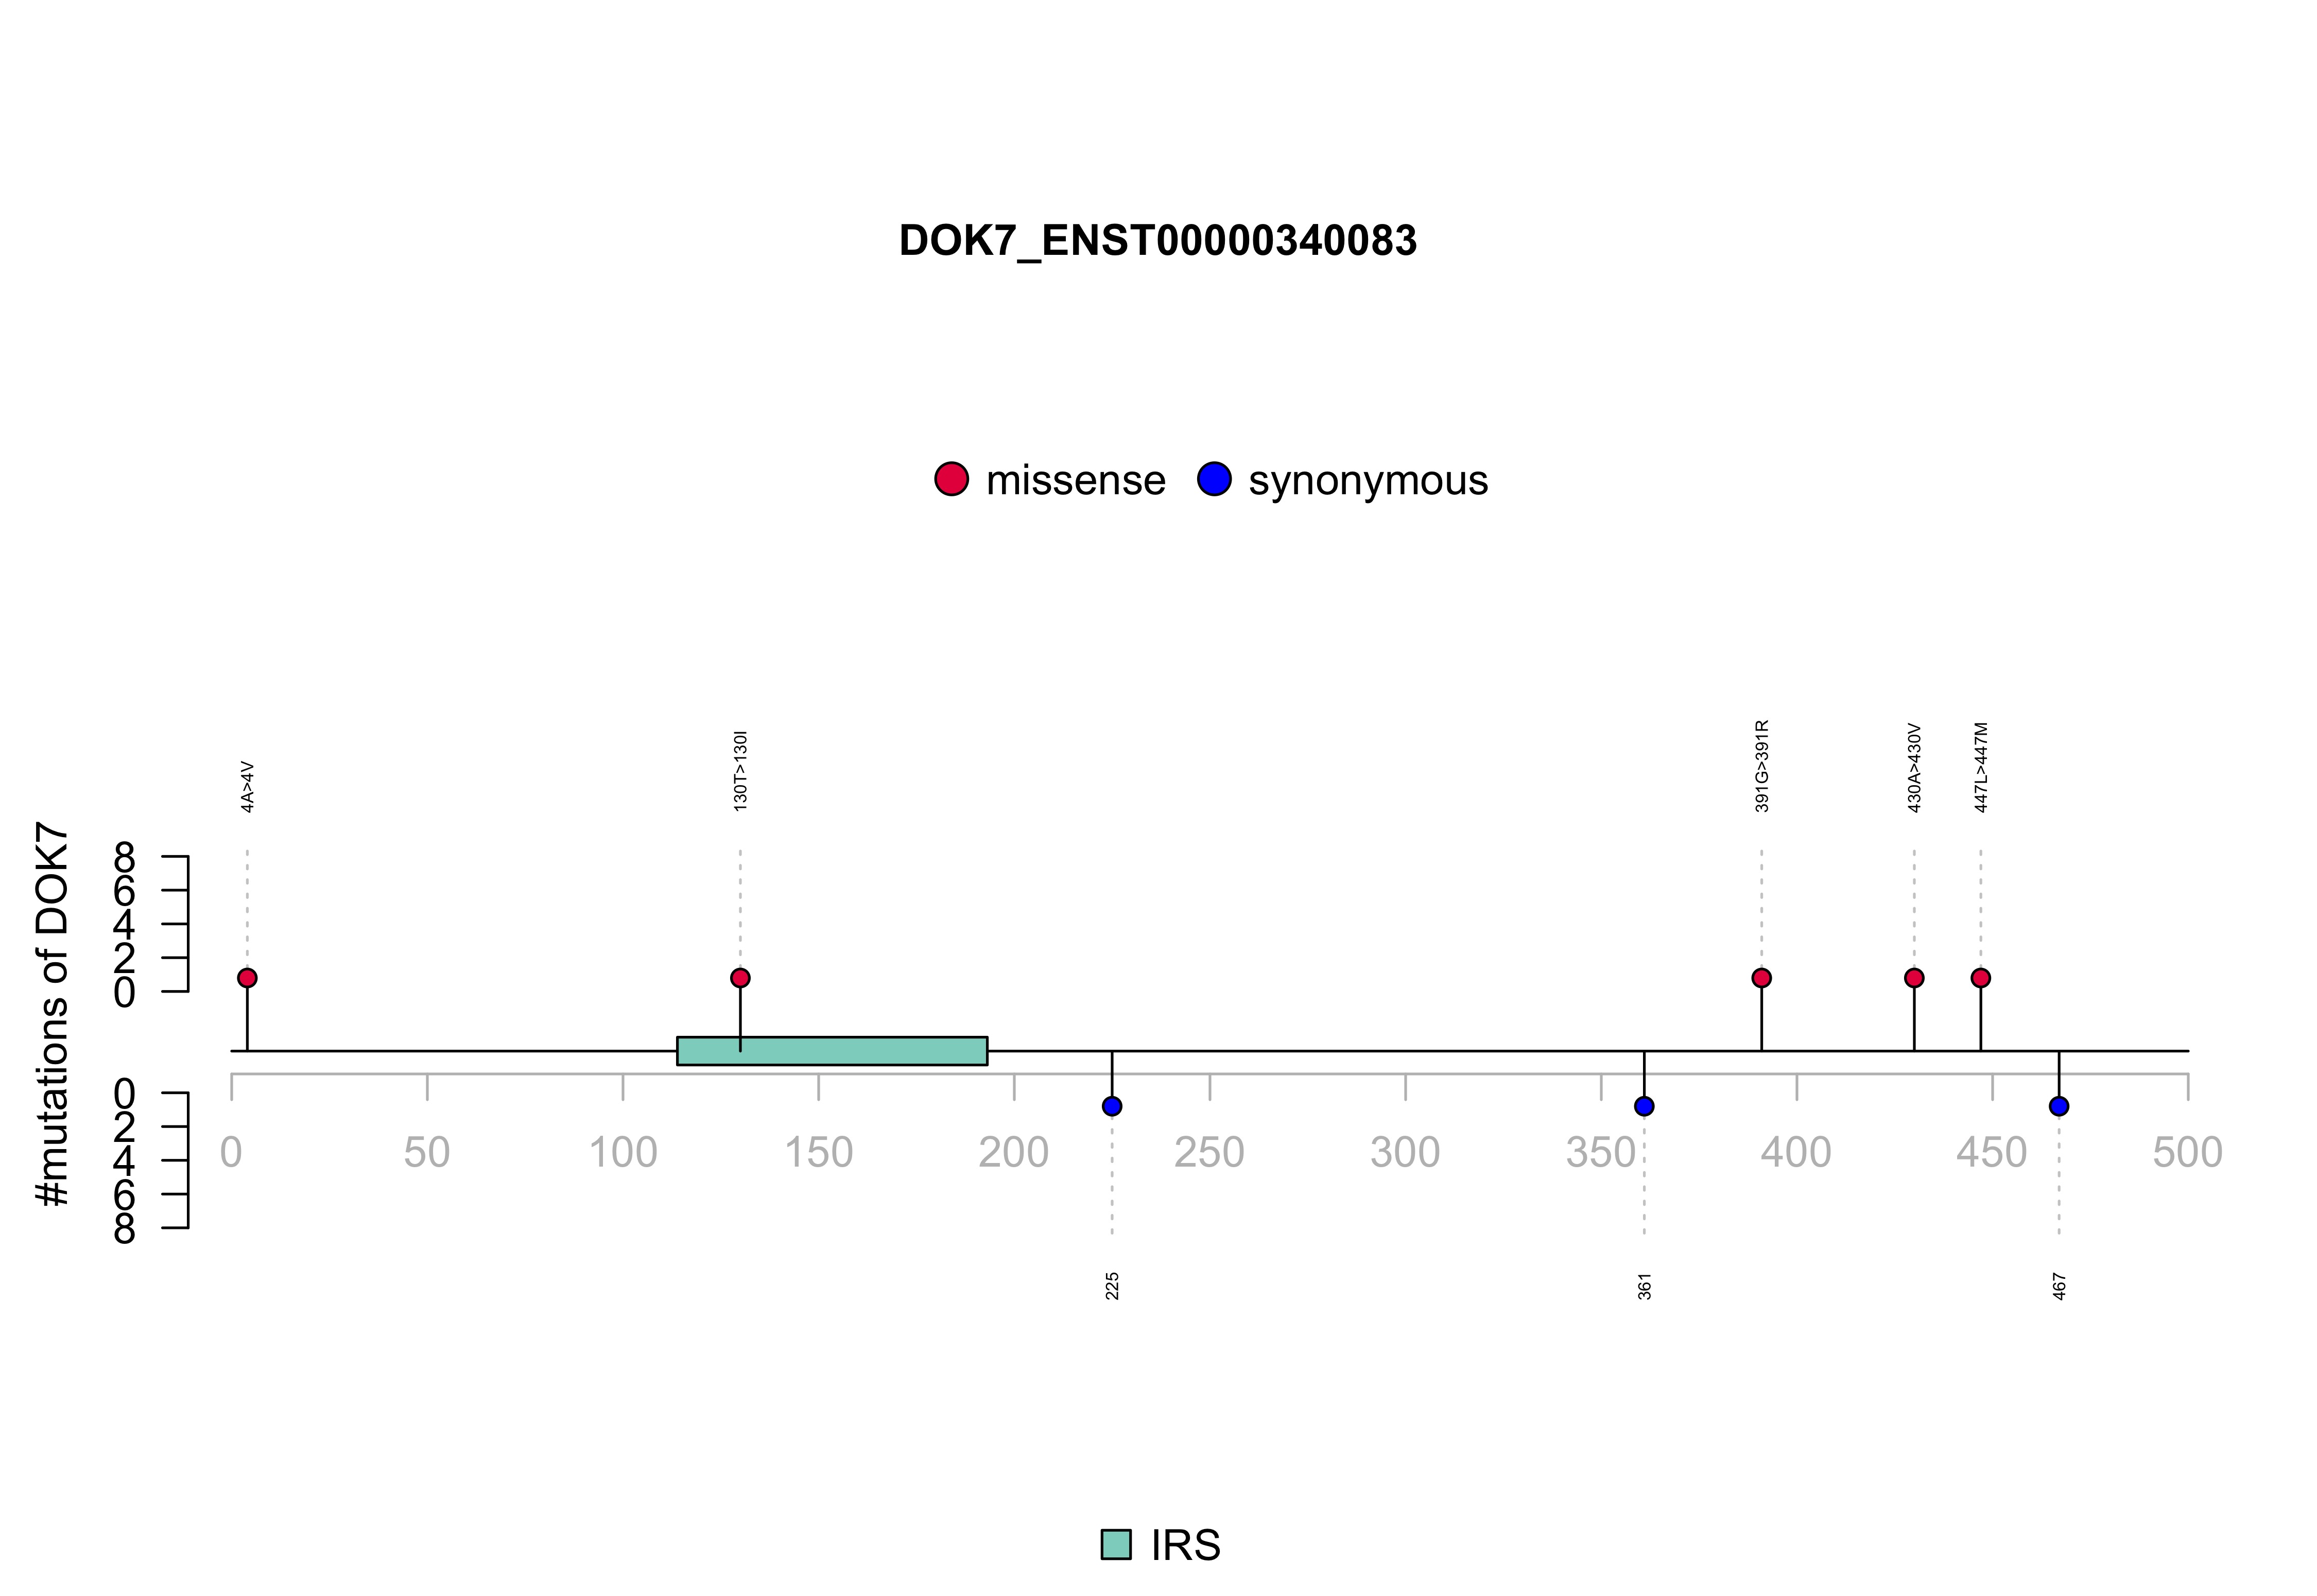 DOK7_ENST00000340083
missense
synonymous
4A>4V
130T>130I
391G>391R
430A>430V
447L>447M
#mutations of DOK7
8
6
4
2
0
0
2
4
6
8
0
50
100
150
200
250
300
350
400
450
500
225
361
467
IRS